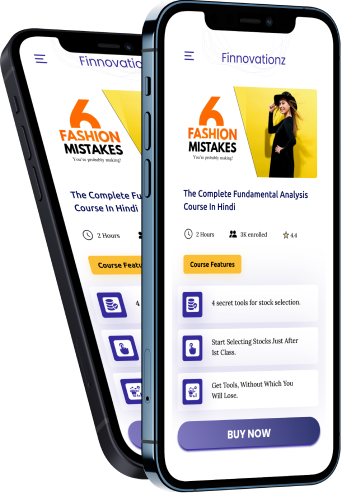 Finnovationz
6
FASHION
MISTAKES
You're probably making!
The Complete Fu
Course In Hindi
2 Hours
Course Featu
4
Finnovationz
6
FASHION
MISTAKES
You're probably making!
The Complete Fundamental Analysis
Course In Hindi
2 Hours
3K enrolled
4.4
Course Features
4 secret tools for stock selection.
Start Selecting Stocks Just After
1st Class.
Get Tools, Without Which You
Will Lose.
BUY NOW